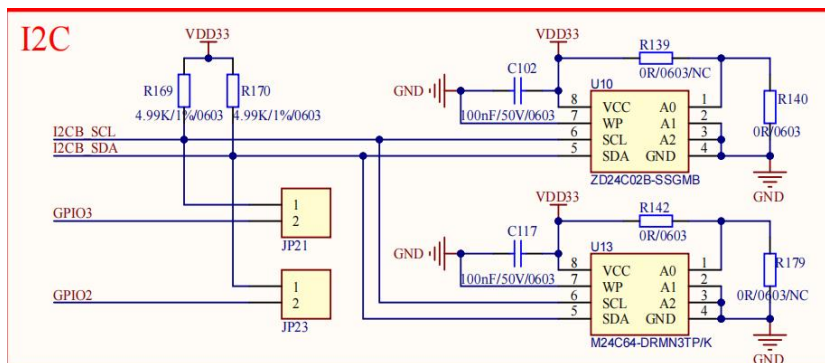 I2C
VDD33
R169
4.99K/1%/0603
R170
4.99K/1%/0603
I2CB_SCL
I2CB_SDA
GPIO3
1
2
JP21
GPIO2
1
2
JP23
VDD33
C102
GND
100nF/50V/0603
R139
0R/0603/NC
U10
8 VCC A0 1
7 WP A1 2
6 SCL A2 3
5 SDA GND 4
ZD24C02B-SSGMB
R140
0R/0603
GND
VDD33
C117
GND
100nF/50V/0603
R142
0R/0603
U13
8 VCC A0 1
7 WP A1 2
6 SCL A2 3
5 SDA GND 4
M24C64-DRMN3TP/K
R179
0R/0603/NC
GND